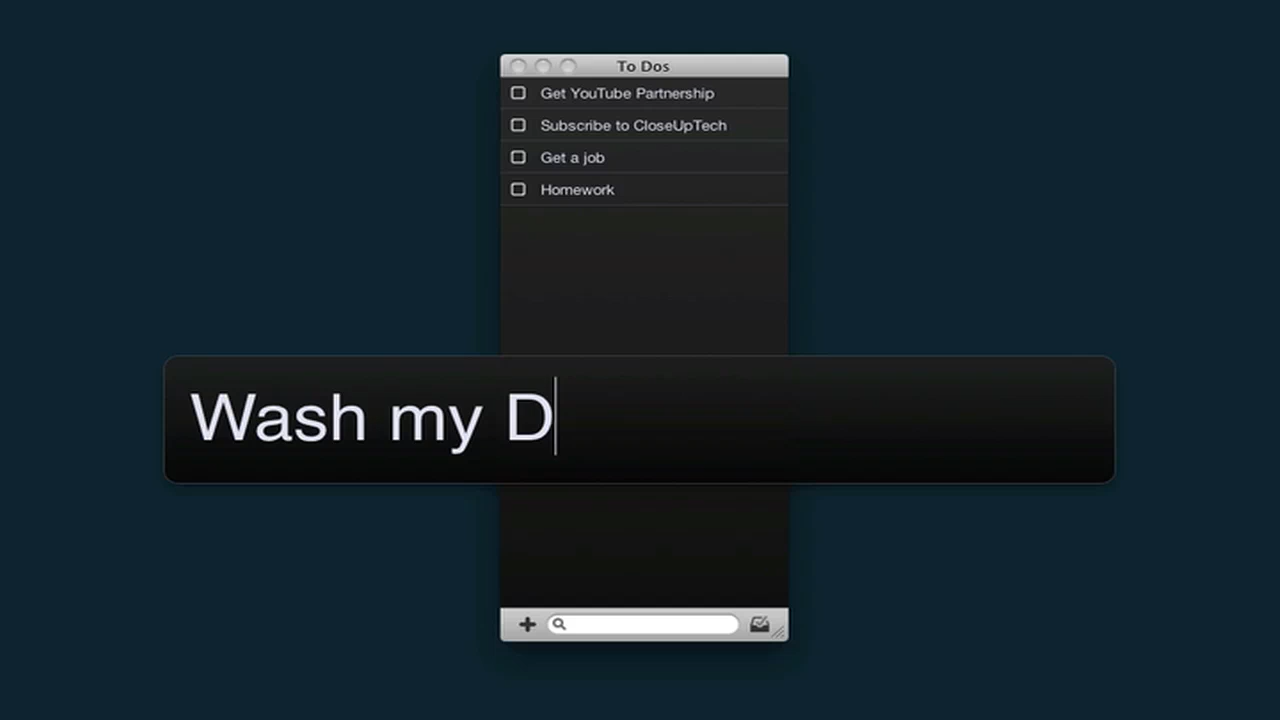 To Dos
Get YouTube Partnership
Subscribe to CloseUpTech
Get a job
Homework
Wash my D